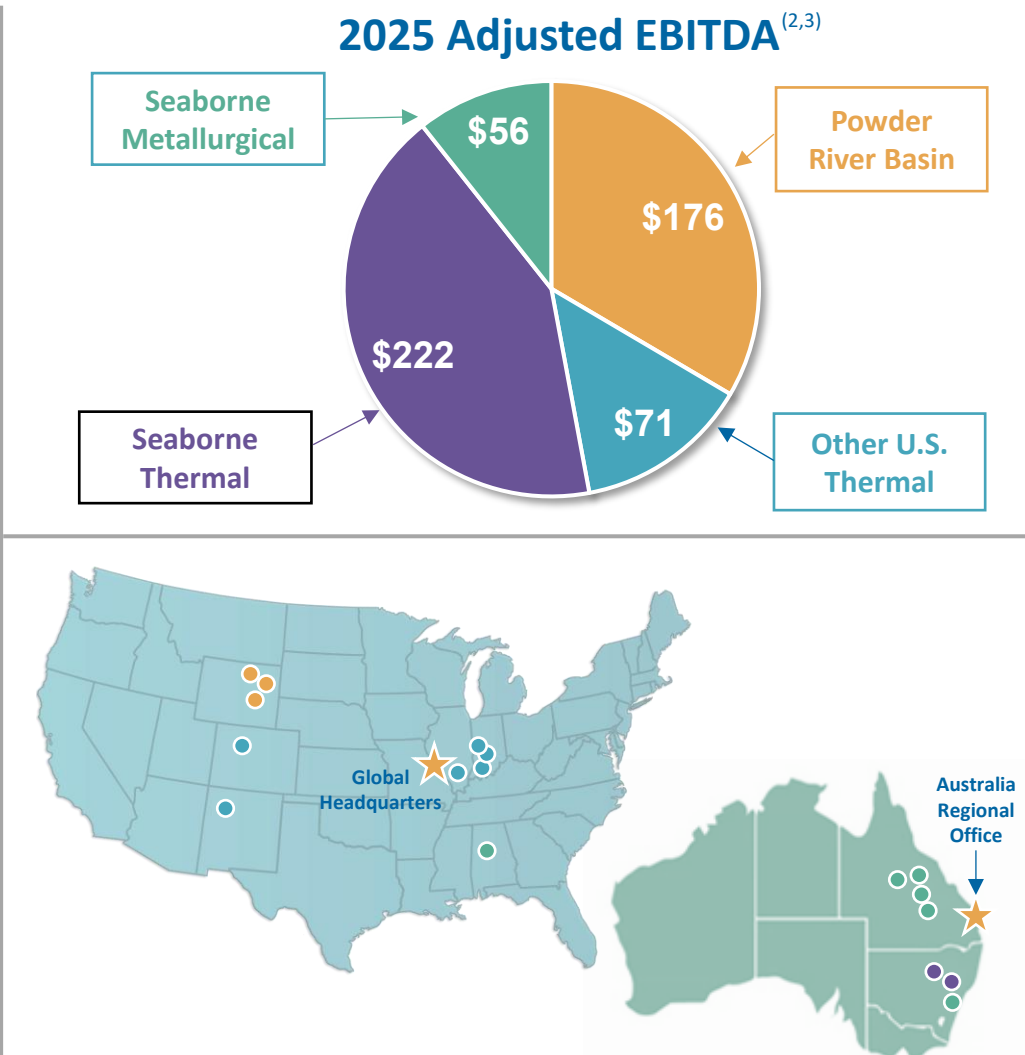 2025 Adjusted EBITDA(2,3)
Seaborne
Metallurgical
$56
Powder
River Basin
$176
$222
$71
Seaborne
Thermal
Other U.S.
Thermal
Global
Headquarters
Australia
Regional
Office